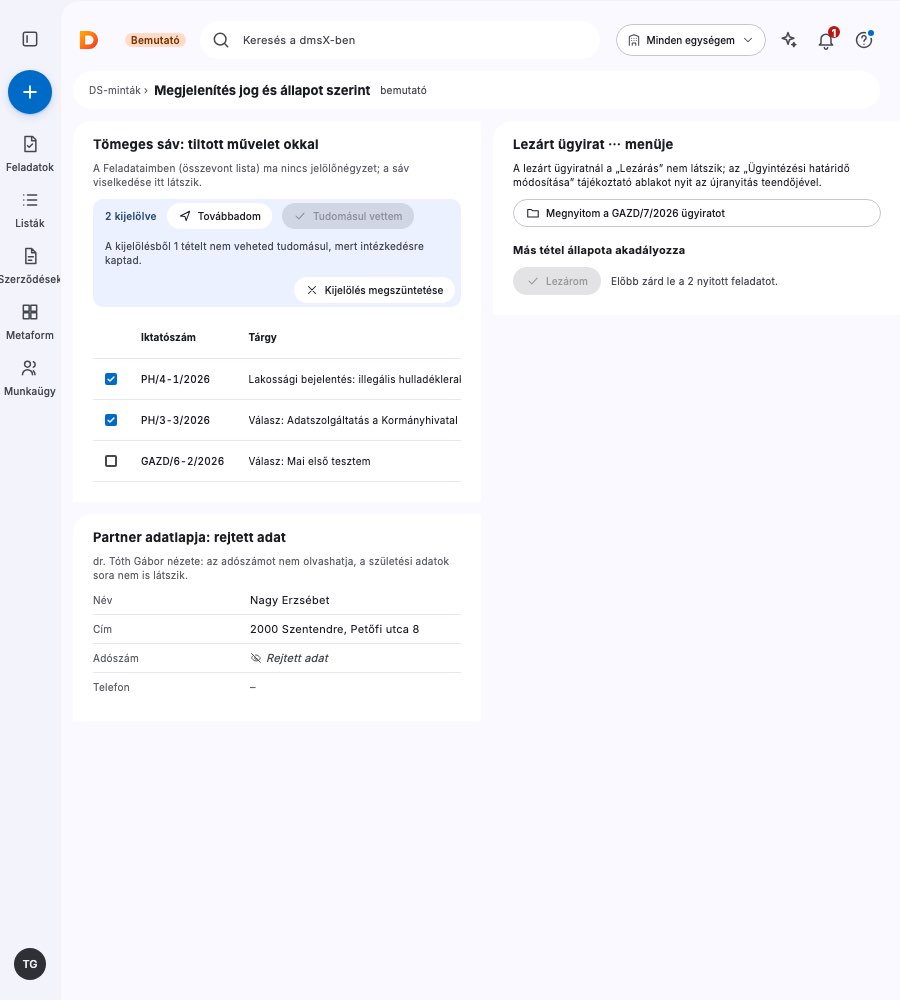 Bemutató
Keresés a dmsX-ben
Minden egységem
1
DS-minták › Megjelenítés jog és állapot szerint bemutató
Feladatok
Listák
Szerződések
Metaform
Munkaügy
TG
Tömeges sáv: tiltott művelet okkal
A Feladataimben (összevont lista) ma nincs jelölőnégyzet; a sáv
viselkedése itt látszik.
2 kijelölve Továbbadom Tudomásul vettem
A kijelölésből 1 tételt nem veheted tudomásul, mert intézkedésre
kaptad.
Kijelölés megszüntetése
Iktatószám Tárgy
PH/4-1/2026 Lakossági bejelentés: illegális hulladéklerak
PH/3-3/2026 Válasz: Adatszolgáltatás a Kormányhivatal
GAZD/6-2/2026 Válasz: Mai első tesztem
Partner adatlapja: rejtett adat
dr. Tóth Gábor nézete: az adószámot nem olvashatja, a születési adatok
sora nem is látszik.
Név Nagy Erzsébet
Cím 2000 Szentendre, Petőfi utca 8
Adószám Rejtett adat
Telefon –
Lezárt ügyirat ··· menüje
A lezárt ügyiratnál a „Lezárás” nem látszik; az „Ügyintézési határidő
módosítása” tájékoztató ablakot nyit az újranyitás teendőjével.
Megnyitom a GAZD/7/2026 ügyiratot
Más tétel állapota akadályozza
Lezárom Előbb zárd le a 2 nyitott feladatot.